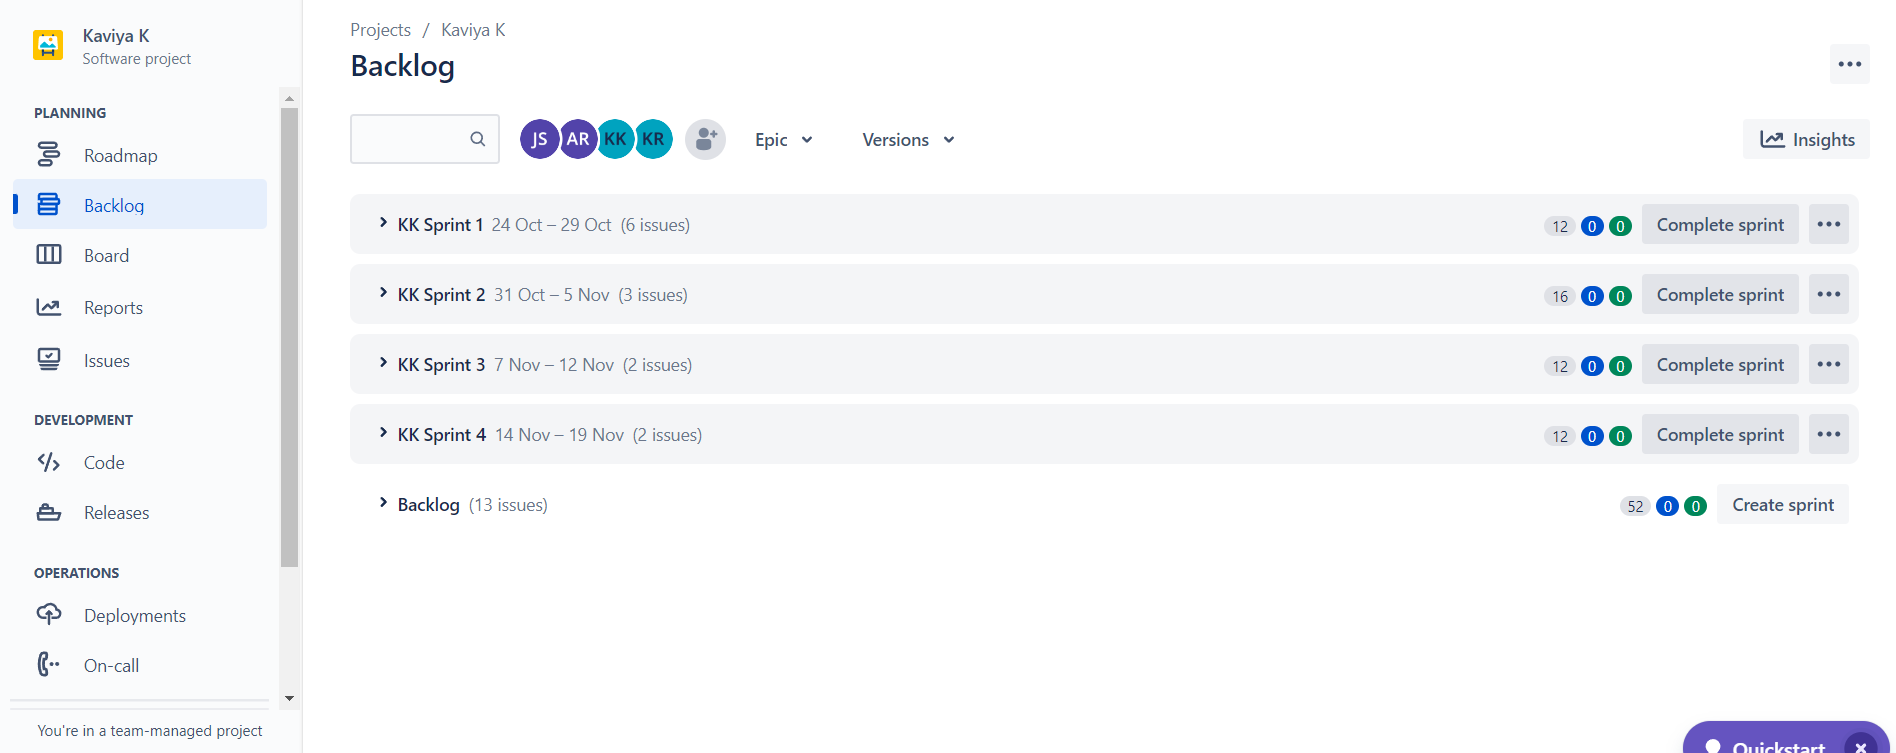 Kaviya K
Software project
PLANNING
Roadmap
Backlog
Board
Reports
Issues
DEVELOPMENT
Code
Releases
OPERATIONS
Deployments
On-call
You're in a team-managed project
Projects / Kaviya K
Backlog
JS AR KK KR Epic Versions Insights
KK Sprint 1 24 Oct – 29 Oct (6 issues) 12 0 0 Complete sprint
KK Sprint 2 31 Oct – 5 Nov (3 issues) 16 0 0 Complete sprint
KK Sprint 3 7 Nov – 12 Nov (2 issues) 12 0 0 Complete sprint
KK Sprint 4 14 Nov – 19 Nov (2 issues) 12 0 0 Complete sprint
Backlog (13 issues) 52 0 0 Create sprint
Quickstart